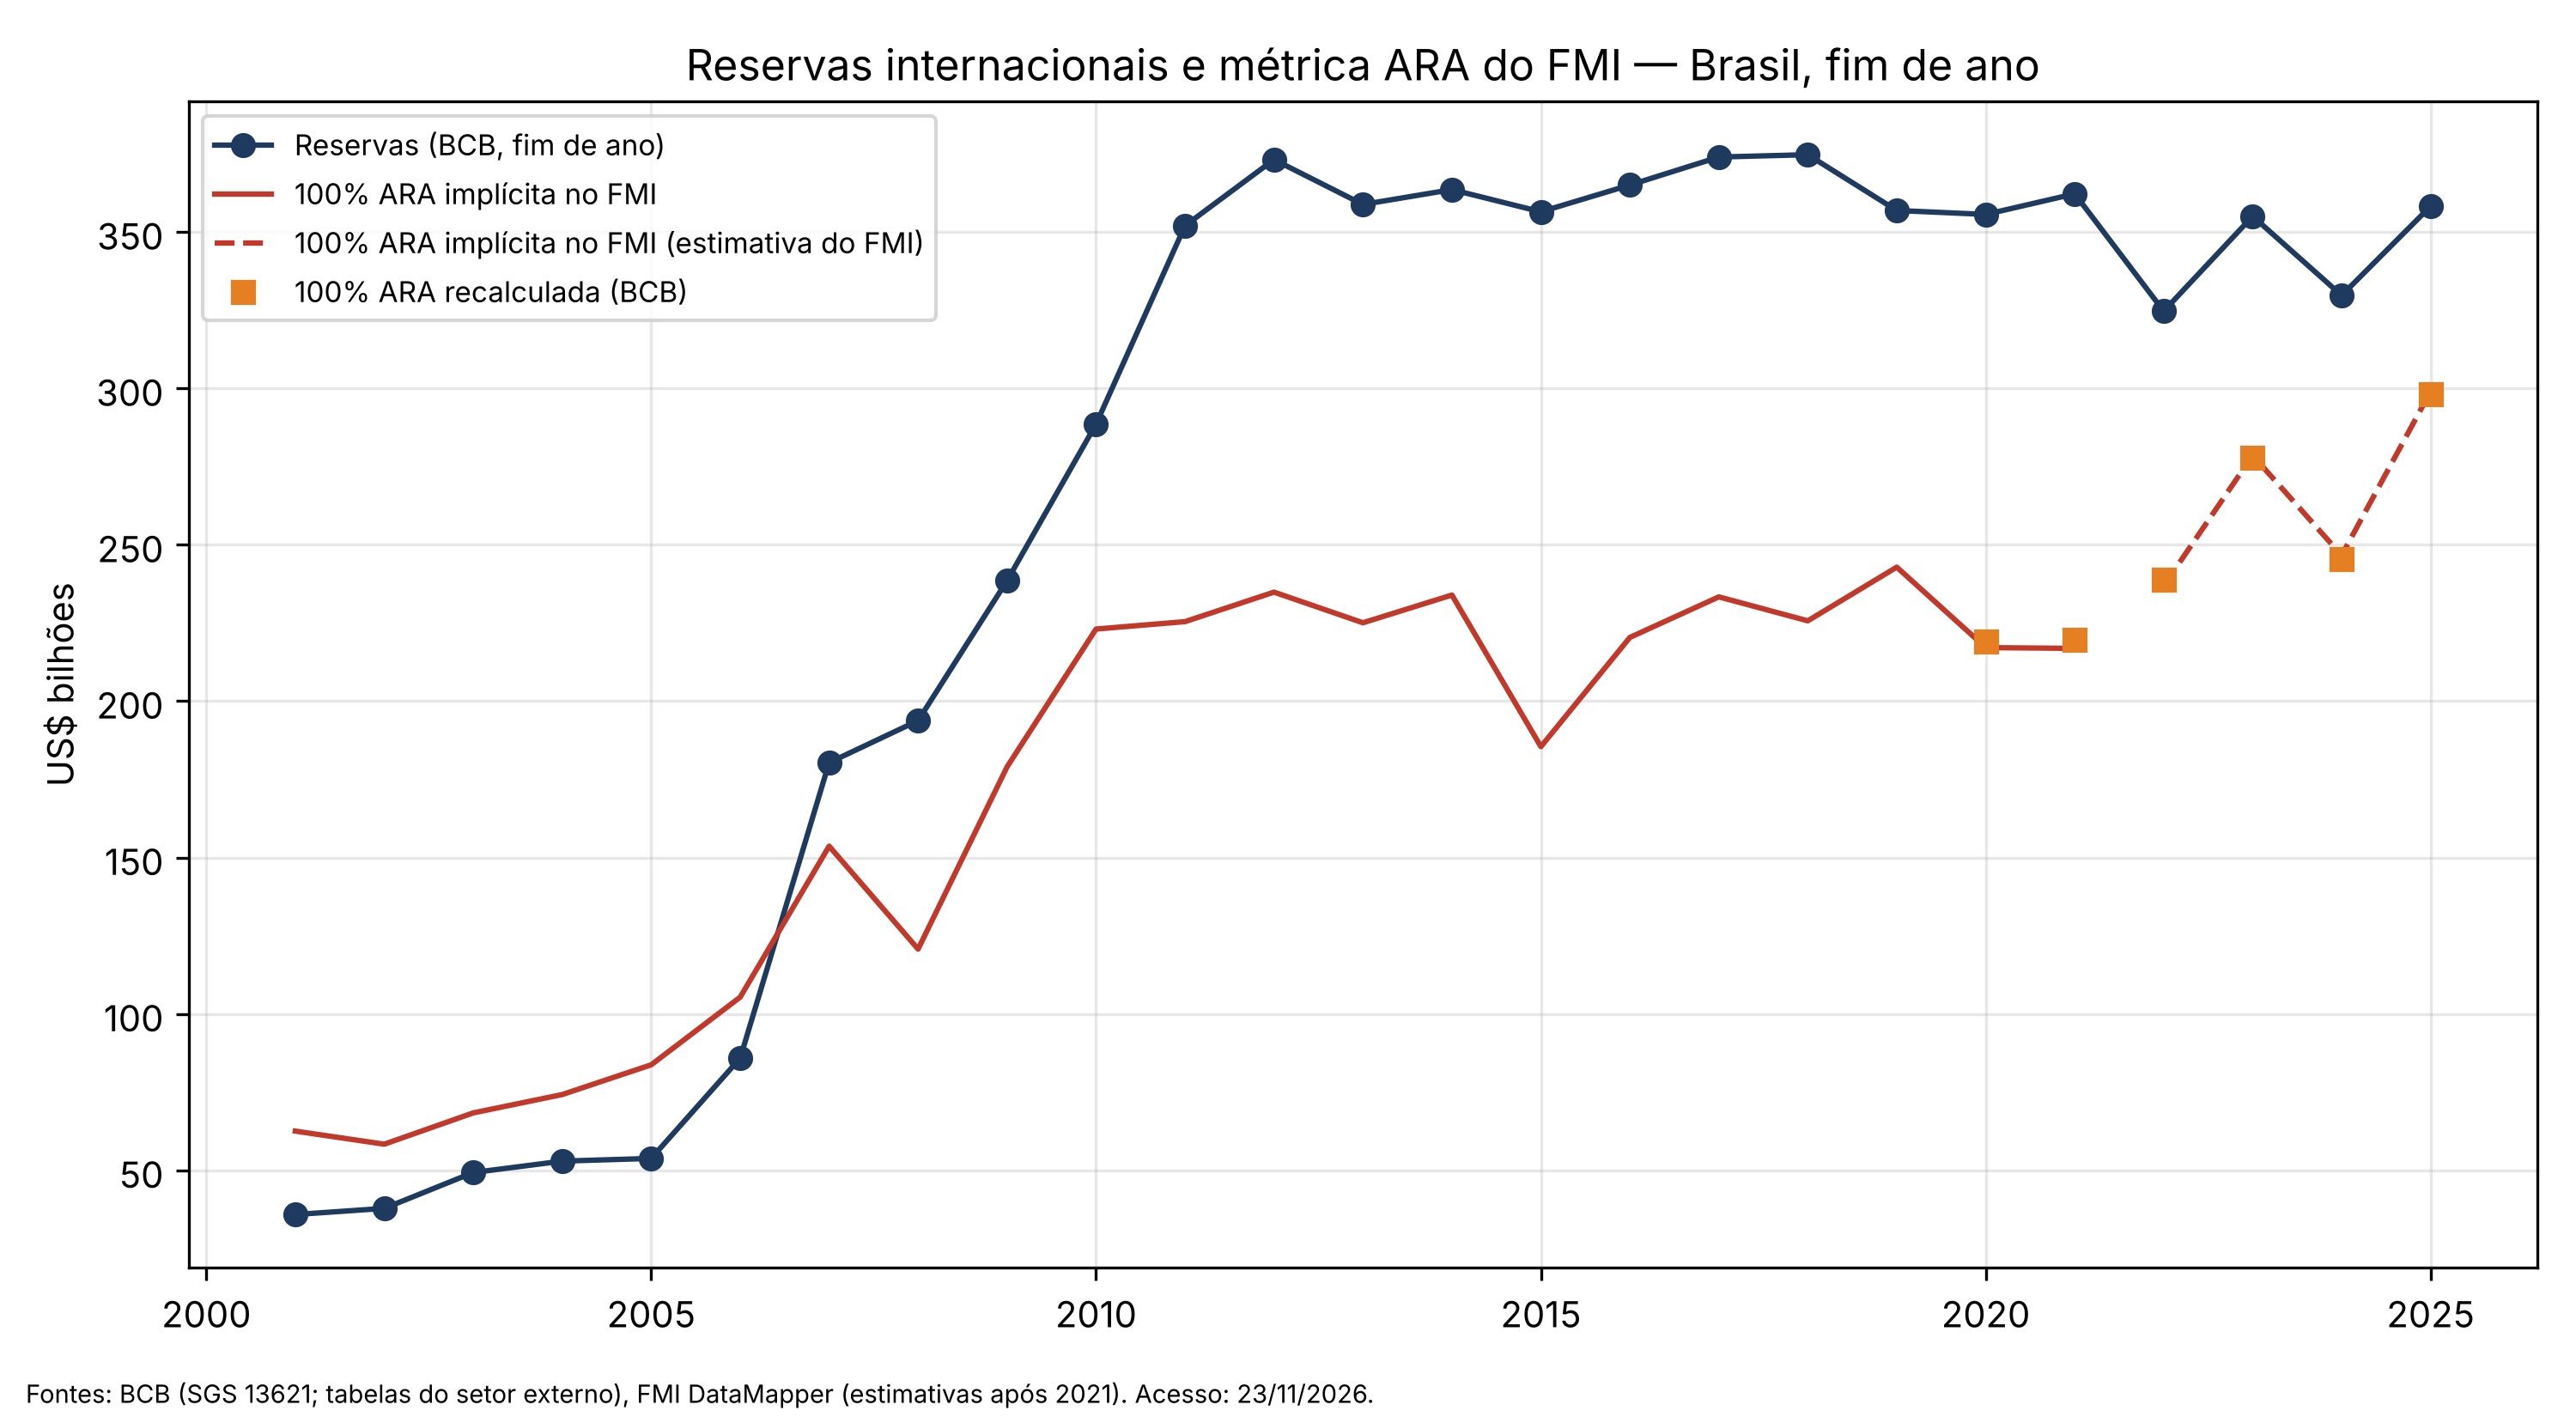 Reservas internacionais e métrica ARA do FMI — Brasil, fim de ano
Reservas (BCB, fim de ano)
100% ARA implícita no FMI
100% ARA implícita no FMI (estimativa do FMI)
100% ARA recalculada (BCB)
US$ bilhões
350
300
250
200
150
100
50
2000 2005 2010 2015 2020 2025
Fontes: BCB (SGS 13621; tabelas do setor externo), FMI DataMapper (estimativas após 2021). Acesso: 23/11/2026.